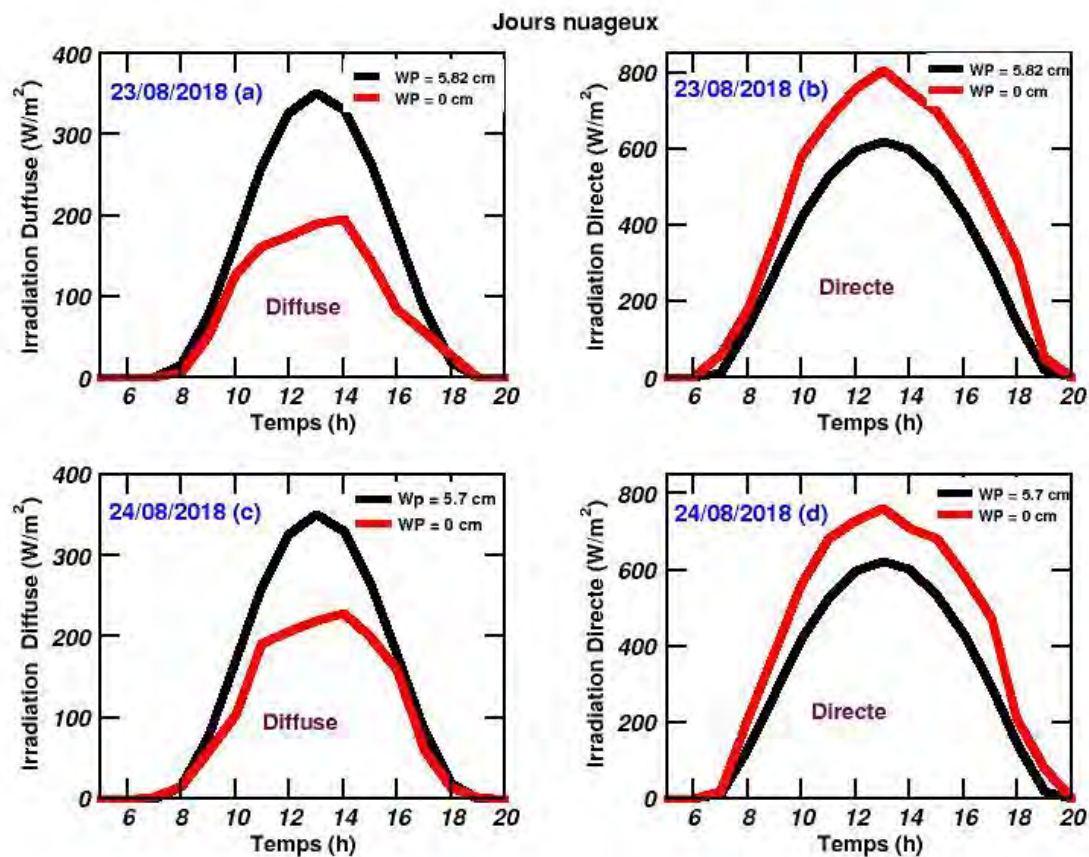 Jours nuageux
400
300
200
100
0
Irradiation Duffuse (W/m²)
23/08/2018 (a)
WP = 5.82 cm
WP = 0 cm
Diffuse
6 8 10 12 14 16 18 20
Temps (h)
800
600
400
200
0
Irradiation Directe (W/m²)
23/08/2018 (b)
WP = 5.82 cm
WP = 0 cm
Directe
6 8 10 12 14 16 18 20
Temps (h)
400
300
200
100
0
Irradiation Diffuse (W/m²)
24/08/2018 (c)
Wp = 5.7 cm
WP = 0 cm
Diffuse
6 8 10 12 14 16 18 20
Temps (h)
800
600
400
200
0
Irradiation Directe (W/m²)
24/08/2018 (d)
WP = 5.7 cm
WP = 0 cm
Directe
6 8 10 12 14 16 18 20
Temps (h)